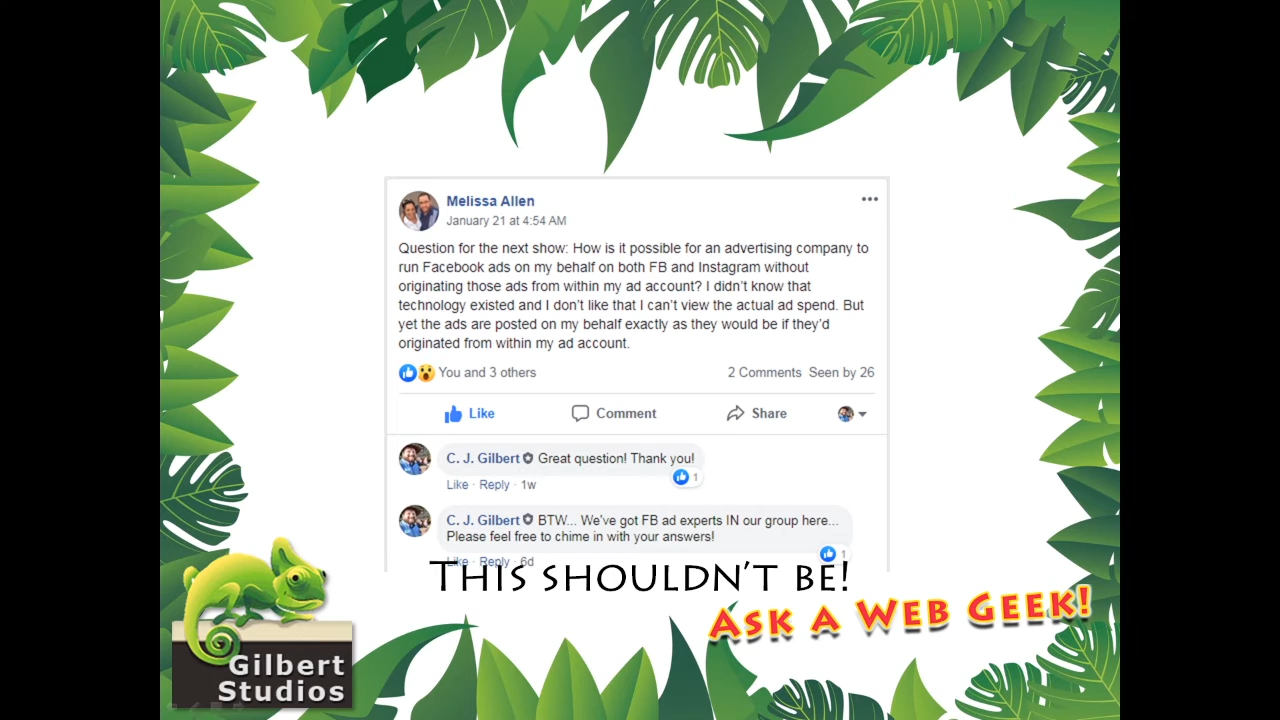 Melissa Allen
January 21 at 4:54 AM
Question for the next show: How is it possible for an advertising company to
run Facebook ads on my behalf on both FB and Instagram without
originating those ads from within my ad account? I didn't know that
technology existed and I don't like that I can't view the actual ad spend. But
yet the ads are posted on my behalf exactly as they would be if they'd
originated from within my ad account.
You and 3 others 2 Comments Seen by 26
Like Comment Share
C. J. Gilbert Great question! Thank you!
1
Like · Reply · 1w
C. J. Gilbert BTW... We've got FB ad experts IN our group here...
Please feel free to chime in with your answers!
1
Like · Reply · 6d
THIS SHOULDN'T BE!
ASK A WEB GEEK!
Gilbert
Studios